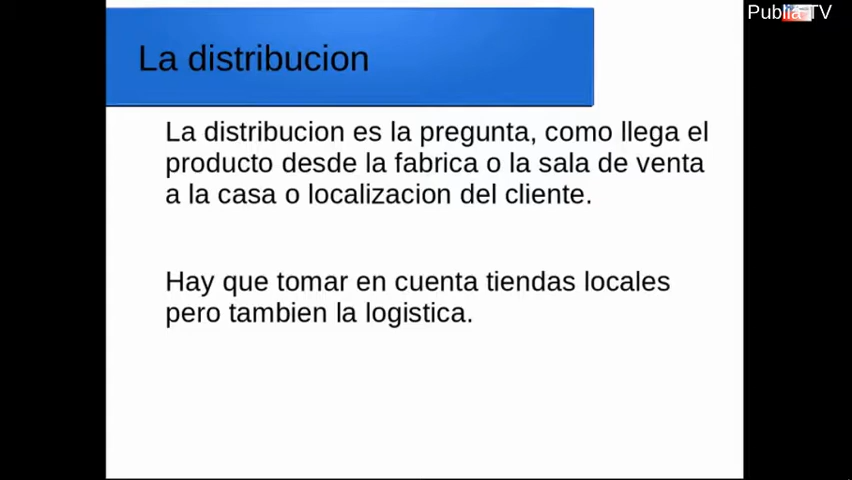 Publia TV
La distribucion
La distribucion es la pregunta, como llega el
producto desde la fabrica o la sala de venta
a la casa o localizacion del cliente.
Hay que tomar en cuenta tiendas locales
pero tambien la logistica.